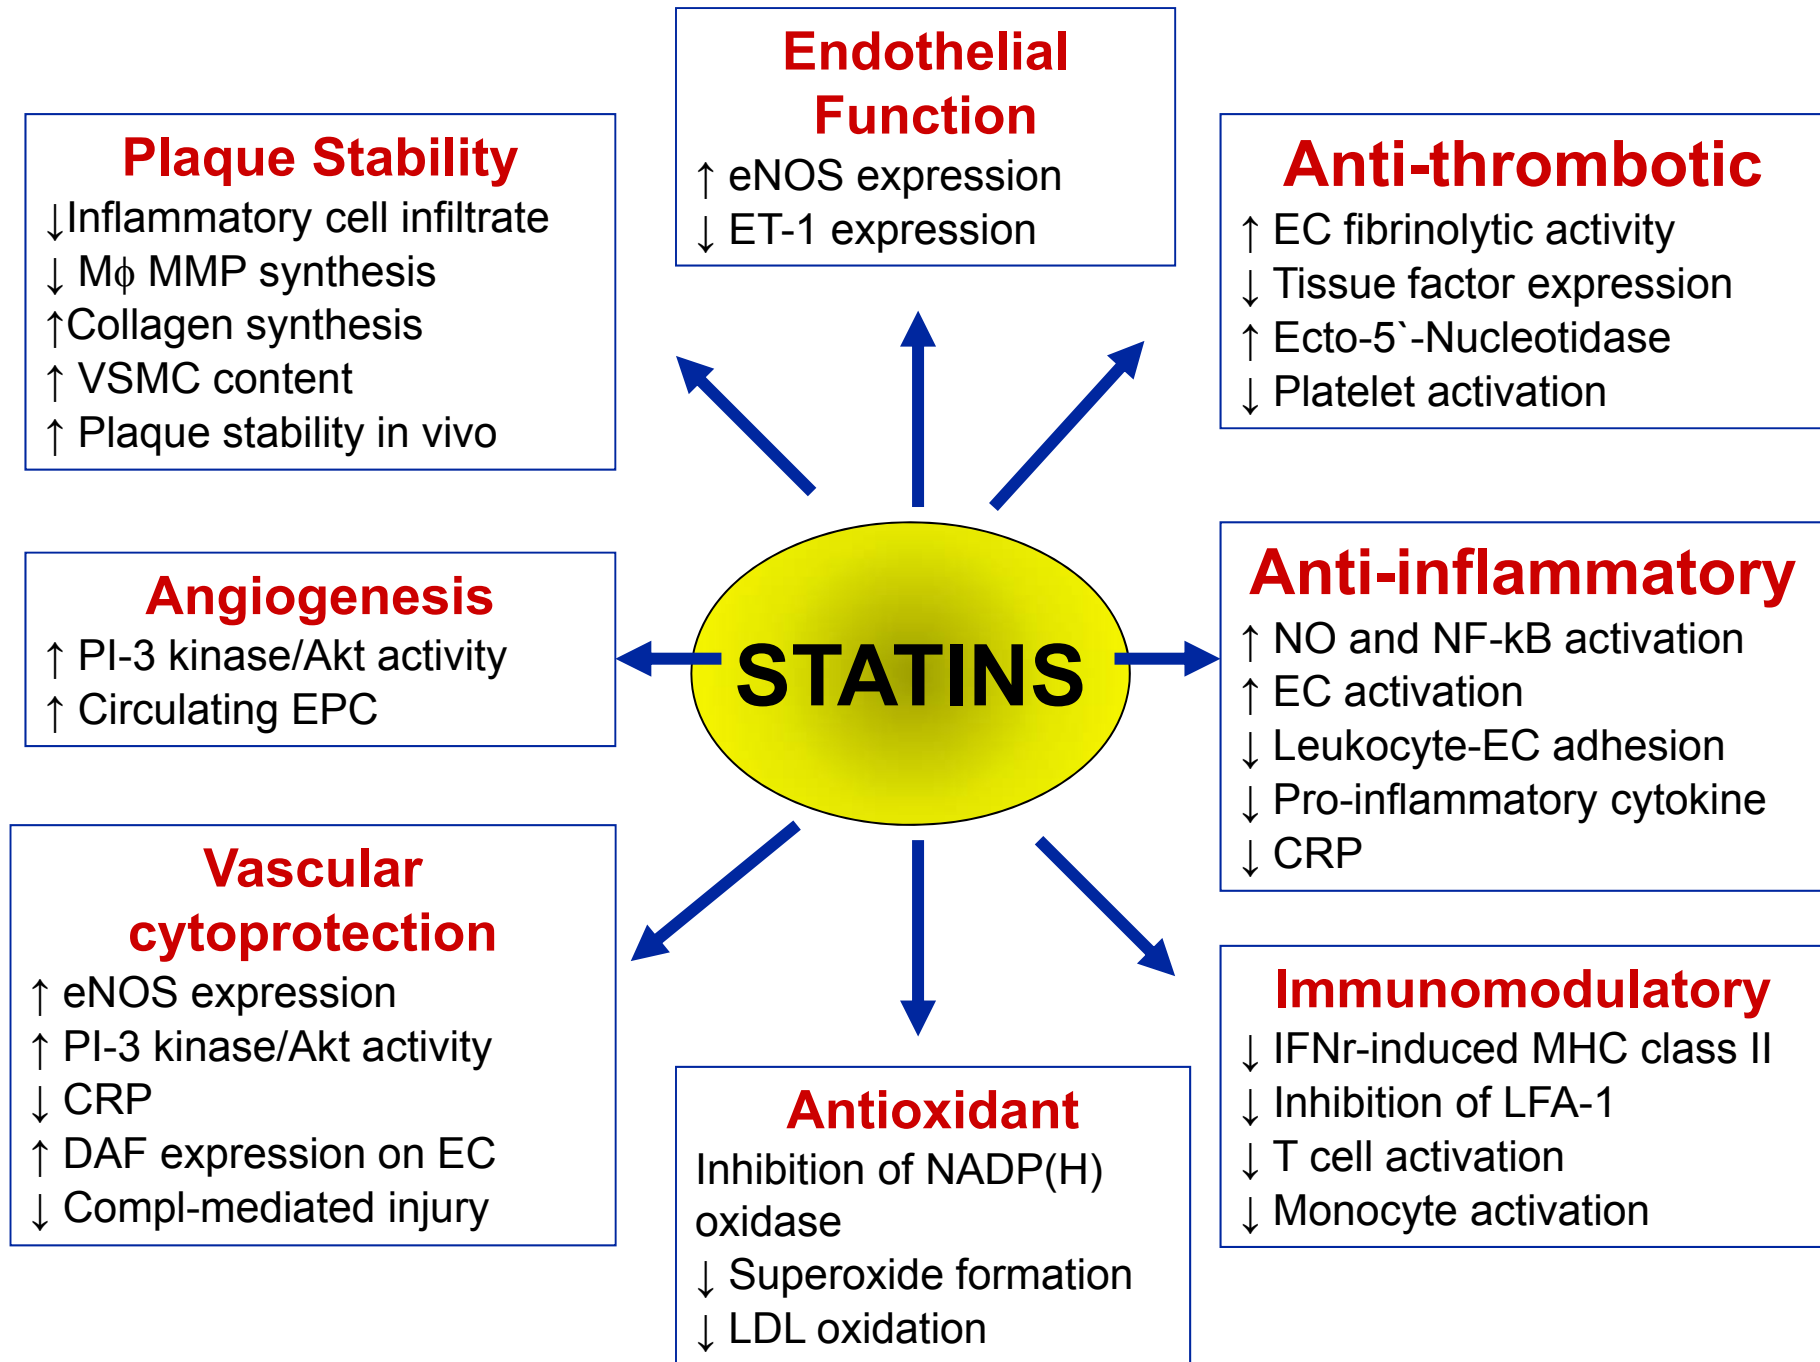 Endothelial
Function
↑ eNOS expression
↓ ET-1 expression
Plaque Stability
↓Inflammatory cell infiltrate
↓ Mϕ MMP synthesis
↑Collagen synthesis
↑ VSMC content
↑ Plaque stability in vivo
Anti-thrombotic
↑ EC fibrinolytic activity
↓ Tissue factor expression
↑ Ecto-5`-Nucleotidase
↓ Platelet activation
Angiogenesis
↑ PI-3 kinase/Akt activity
↑ Circulating EPC
STATINS
Anti-inflammatory
↑ NO and NF-kB activation
↑ EC activation
↓ Leukocyte-EC adhesion
↓ Pro-inflammatory cytokine
↓ CRP
Vascular
cytoprotection
↑ eNOS expression
↑ PI-3 kinase/Akt activity
↓ CRP
↑ DAF expression on EC
↓ Compl-mediated injury
Antioxidant
Inhibition of NADP(H)
oxidase
↓ Superoxide formation
↓ LDL oxidation
Immunomodulatory
↓ IFNr-induced MHC class II
↓ Inhibition of LFA-1
↓ T cell activation
↓ Monocyte activation